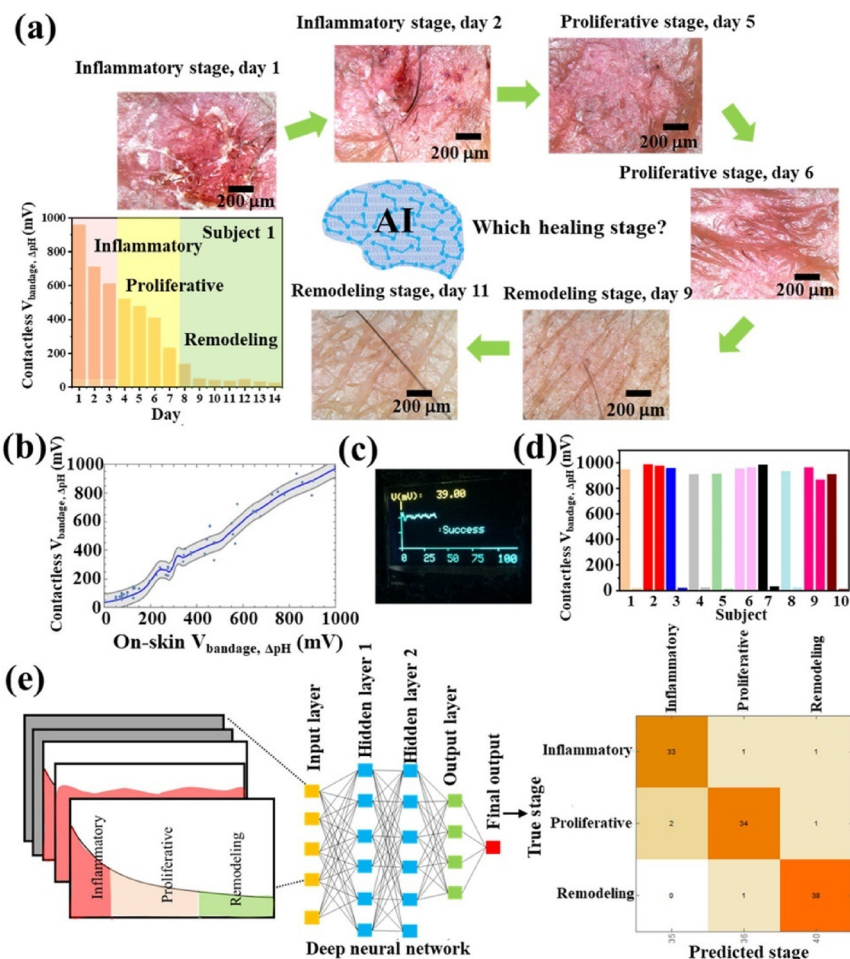 (a)
Inflammatory stage, day 1
200 μm
Inflammatory stage, day 2
200 μm
Proliferative stage, day 5
200 μm
Proliferative stage, day 6
200 μm
AI
Which healing stage?
Remodeling stage, day 11
200 μm
Remodeling stage, day 9
200 μm
Contactless V bandage, ΔpH (mV)
1000
800
600
400
200
0
Subject 1
Inflammatory
Proliferative
Remodeling
1 2 3 4 5 6 7 8 9 10 11 12 13 14
Day
(b)
Contactless V bandage, ΔpH (mV)
1000
800
600
400
200
0
0 200 400 600 800 1000
On-skin V bandage, ΔpH (mV)
(c)
V(mV): 39.00
:Success
0 25 50 75 100
(d)
Contactless V bandage, ΔpH (mV)
1000
800
600
400
200
0
1 2 3 4 5 6 7 8 9 10
Subject
(e)
Inflammatory
Proliferative
Remodeling
Input layer
Hidden layer 1
Hidden layer 2
Output layer
Final output
Deep neural network
True stage
Inflammatory
Proliferative
Remodeling
Inflammatory
33 1 1
Proliferative
2 34 1
Remodeling
0 1 38
35 36 40
Predicted stage